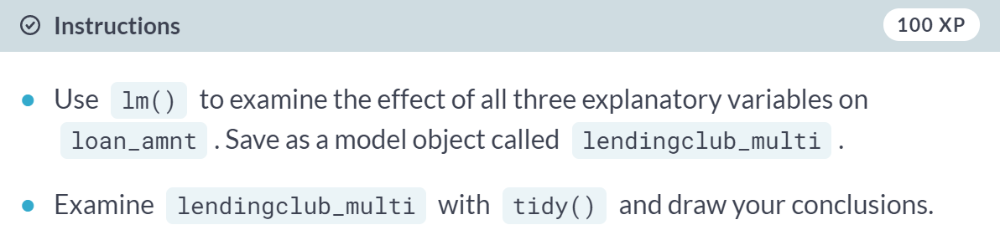 Instructions
100 XP
Use lm() to examine the effect of all three explanatory variables on
loan_amnt . Save as a model object called lendingclub_multi .
Examine lendingclub_multi with tidy() and draw your conclusions.